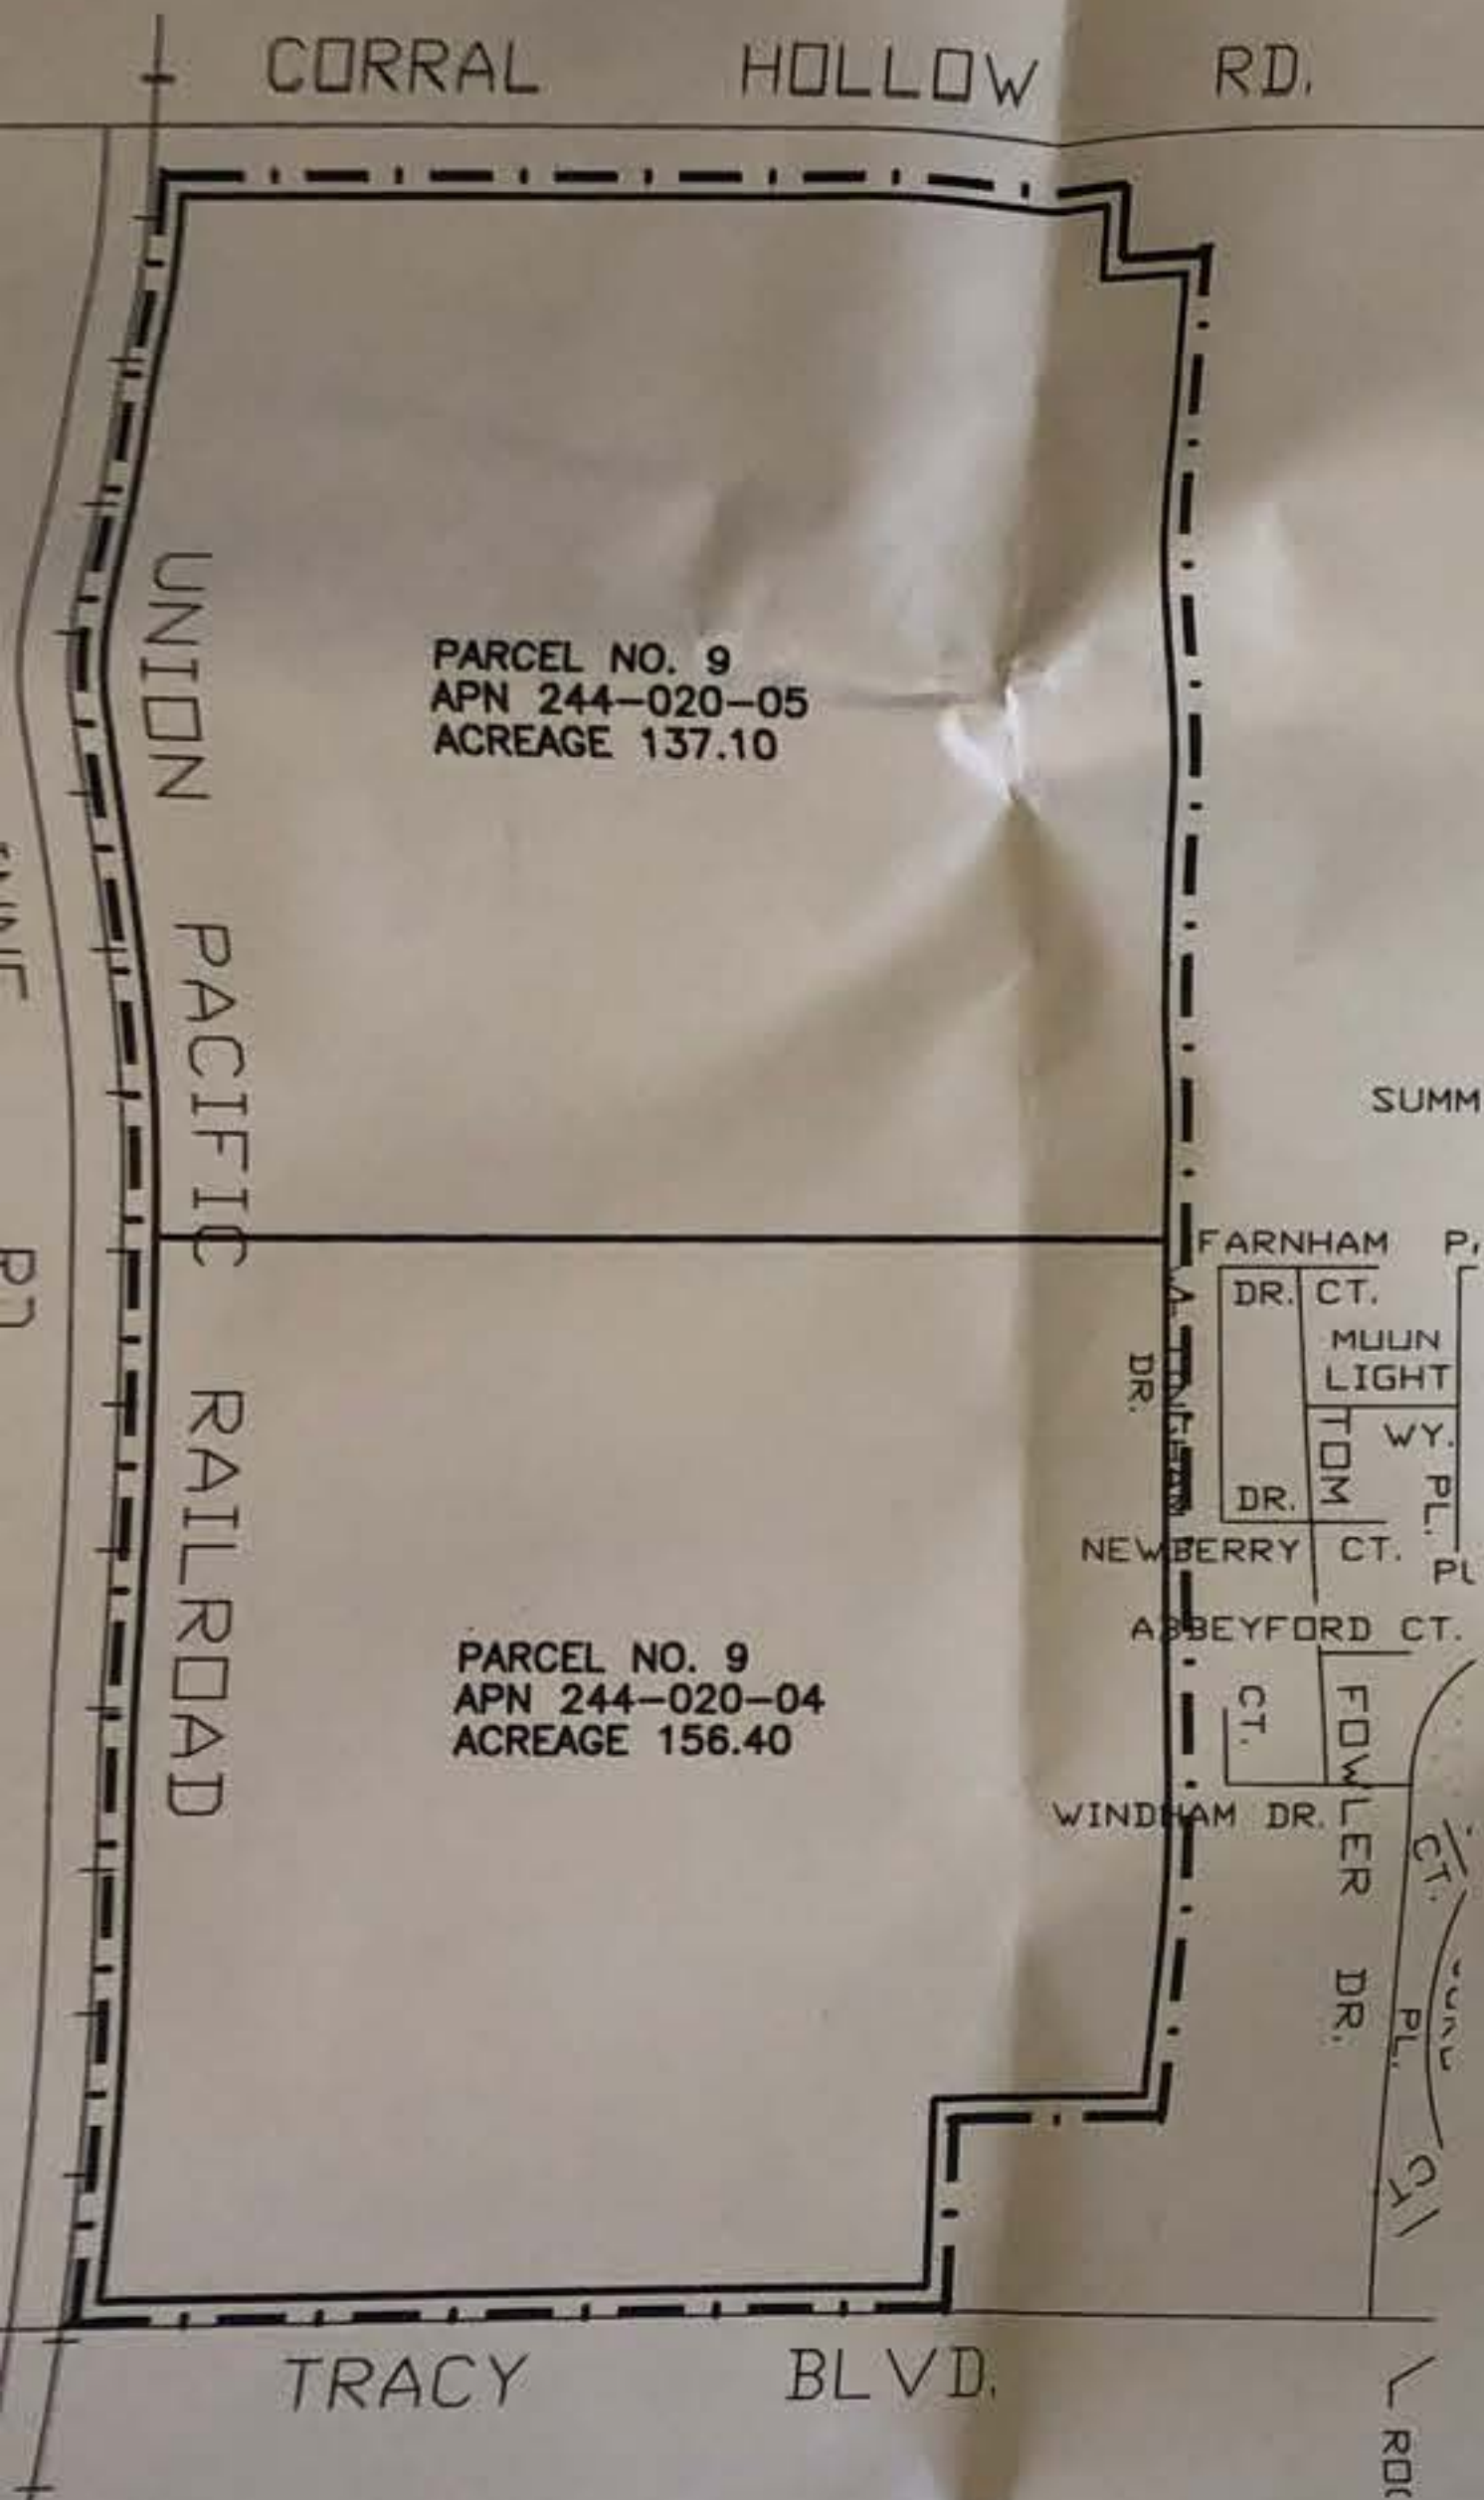 CORRAL HOLLOW RD.
UNION PACIFIC RAILROAD
PARCEL NO. 9
APN 244-020-05
ACREAGE 137.10
SUMM
FARNHAM
DR. CT.
MOON
LIGHT
DR.
TOM
WY.
PL.
DR.
NEWBERRY CT.
ABBEYFORD CT.
CT.
PARCEL NO. 9
APN 244-020-04
ACREAGE 156.40
WINDHAM DR.
FOWLER DR.
CT.
PL.
TRACY BLVD.